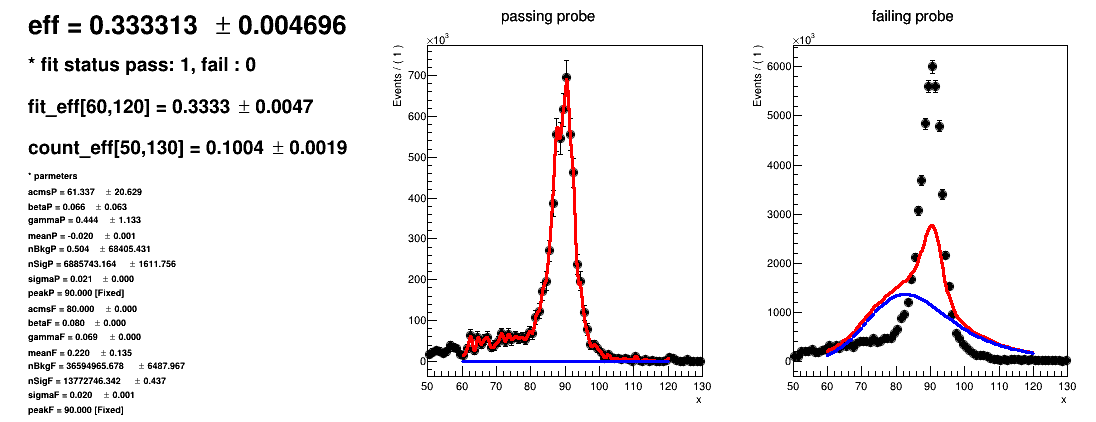 eff = 0.333313 ± 0.004696
* fit status pass: 1, fail : 0
fit_eff[60,120] = 0.3333 ± 0.0047
count_eff[50,130] = 0.1004 ± 0.0019
* parmeters
acmsP = 61.337 ± 20.629
betaP = 0.066 ± 0.063
gammaP = 0.444 ± 1.133
meanP = -0.020 ± 0.001
nBkgP = 0.504 ± 68405.431
nSigP = 6885743.164 ± 1611.756
sigmaP = 0.021 ± 0.000
peakP = 90.000 [Fixed]
acmsF = 80.000 ± 0.000
betaF = 0.080 ± 0.000
gammaF = 0.069 ± 0.000
meanF = 0.220 ± 0.135
nBkgF = 36594965.678 ± 6487.967
nSigF = 13772746.342 ± 0.437
sigmaF = 0.020 ± 0.001
peakF = 90.000 [Fixed]
passing probe
×10³
Events / ( 1 )
700
600
500
400
300
200
100
0
50 60 70 80 90 100 110 120 130
x
failing probe
×10³
Events / ( 1 )
6000
5000
4000
3000
2000
1000
0
50 60 70 80 90 100 110 120 130
x